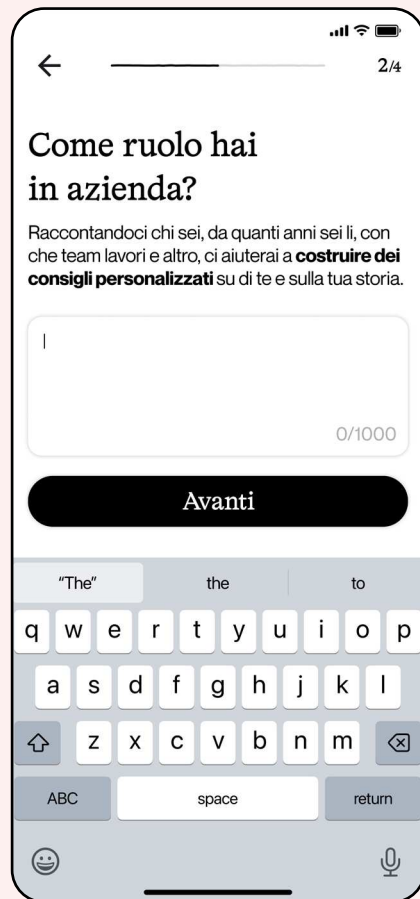 2/4
Come ruolo hai
in azienda?
Raccontandoci chi sei, da quanti anni sei li, con
che team lavori e altro, ci aiuterai a costruire dei
consigli personalizzati su di te e sulla tua storia.
0/1000
Avanti
"The" the to
q w e r t y u i o p
a s d f g h j k l
z x c v b n m
ABC space return